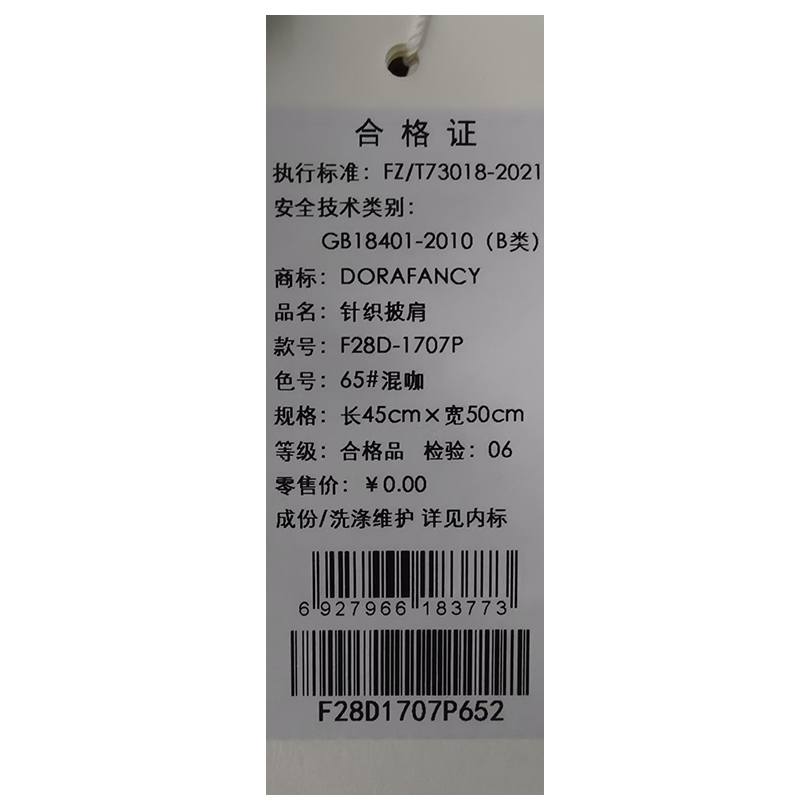 合格证
执行标准：FZ/T73018-2021
安全技术类别：
GB18401-2010（B类）
商标：DORAFANCY
品名：针织披肩
款号：F28D-1707P
色号：65#混咖
规格：长45cm×宽50cm
等级：合格品 检验：06
零售价：￥0.00
成份/洗涤维护 详见内标
6 927966 183773
F28D1707P652